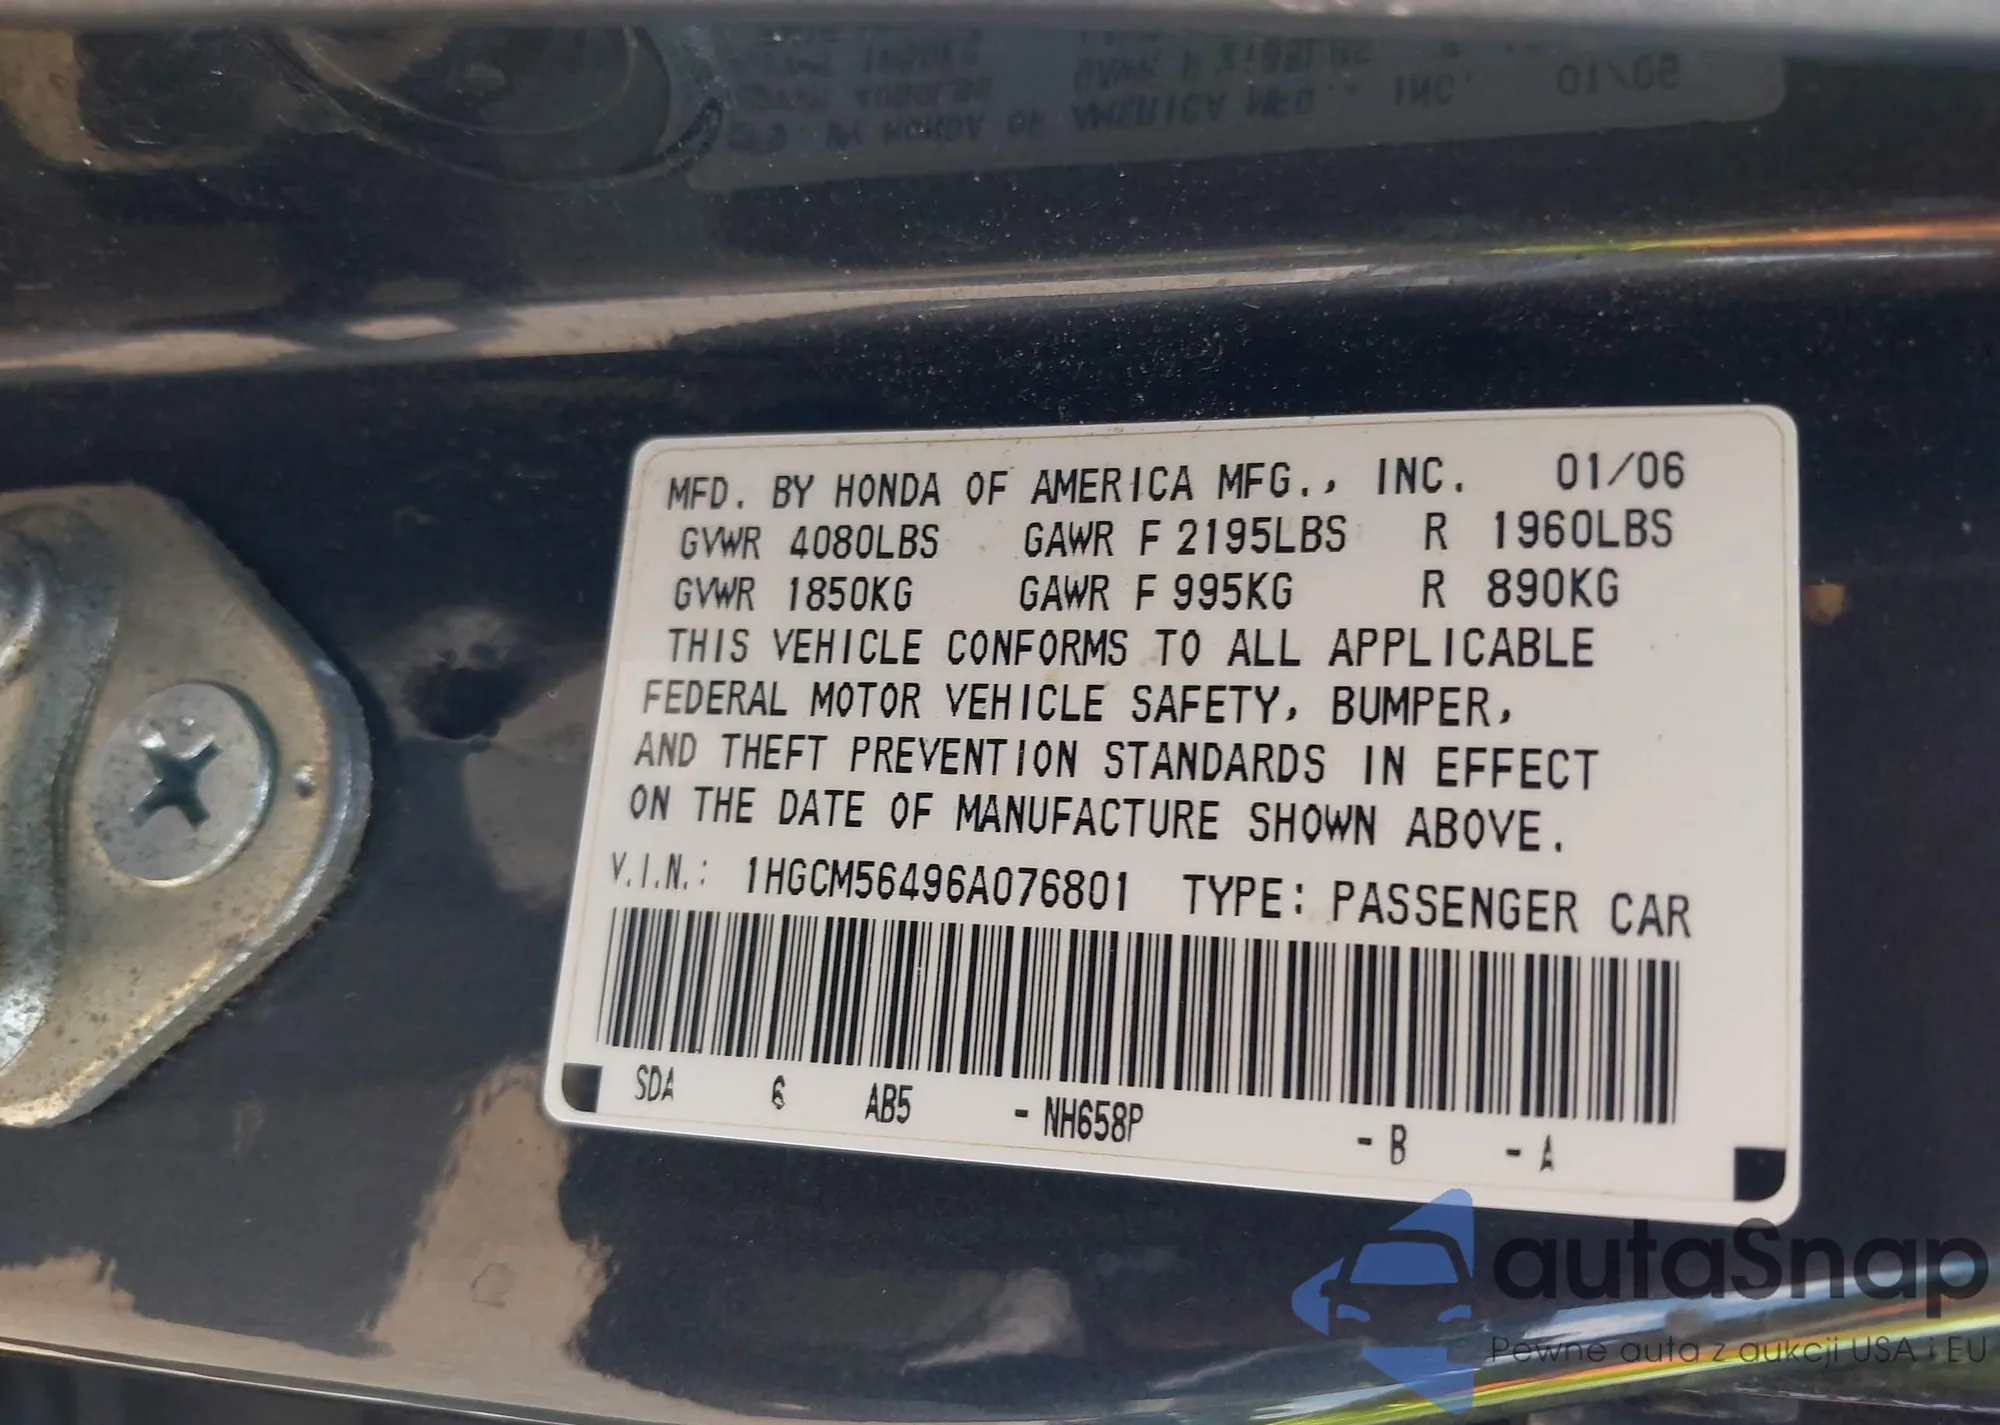 MFD. BY HONDA OF AMERICA MFG., INC. 01/06
GVWR 4080LBS GAWR F 2195LBS R 1960LBS
GVWR 1850KG GAWR F 995KG R 890KG
THIS VEHICLE CONFORMS TO ALL APPLICABLE
FEDERAL MOTOR VEHICLE SAFETY, BUMPER,
AND THEFT PREVENTION STANDARDS IN EFFECT
ON THE DATE OF MANUFACTURE SHOWN ABOVE.
V.I.N.: 1HGCM56496A076801 TYPE: PASSENGER CAR
SDA 6 AB5 - NH658P - B - A
autaSnap
Pewne auta z aukcji USA i EU